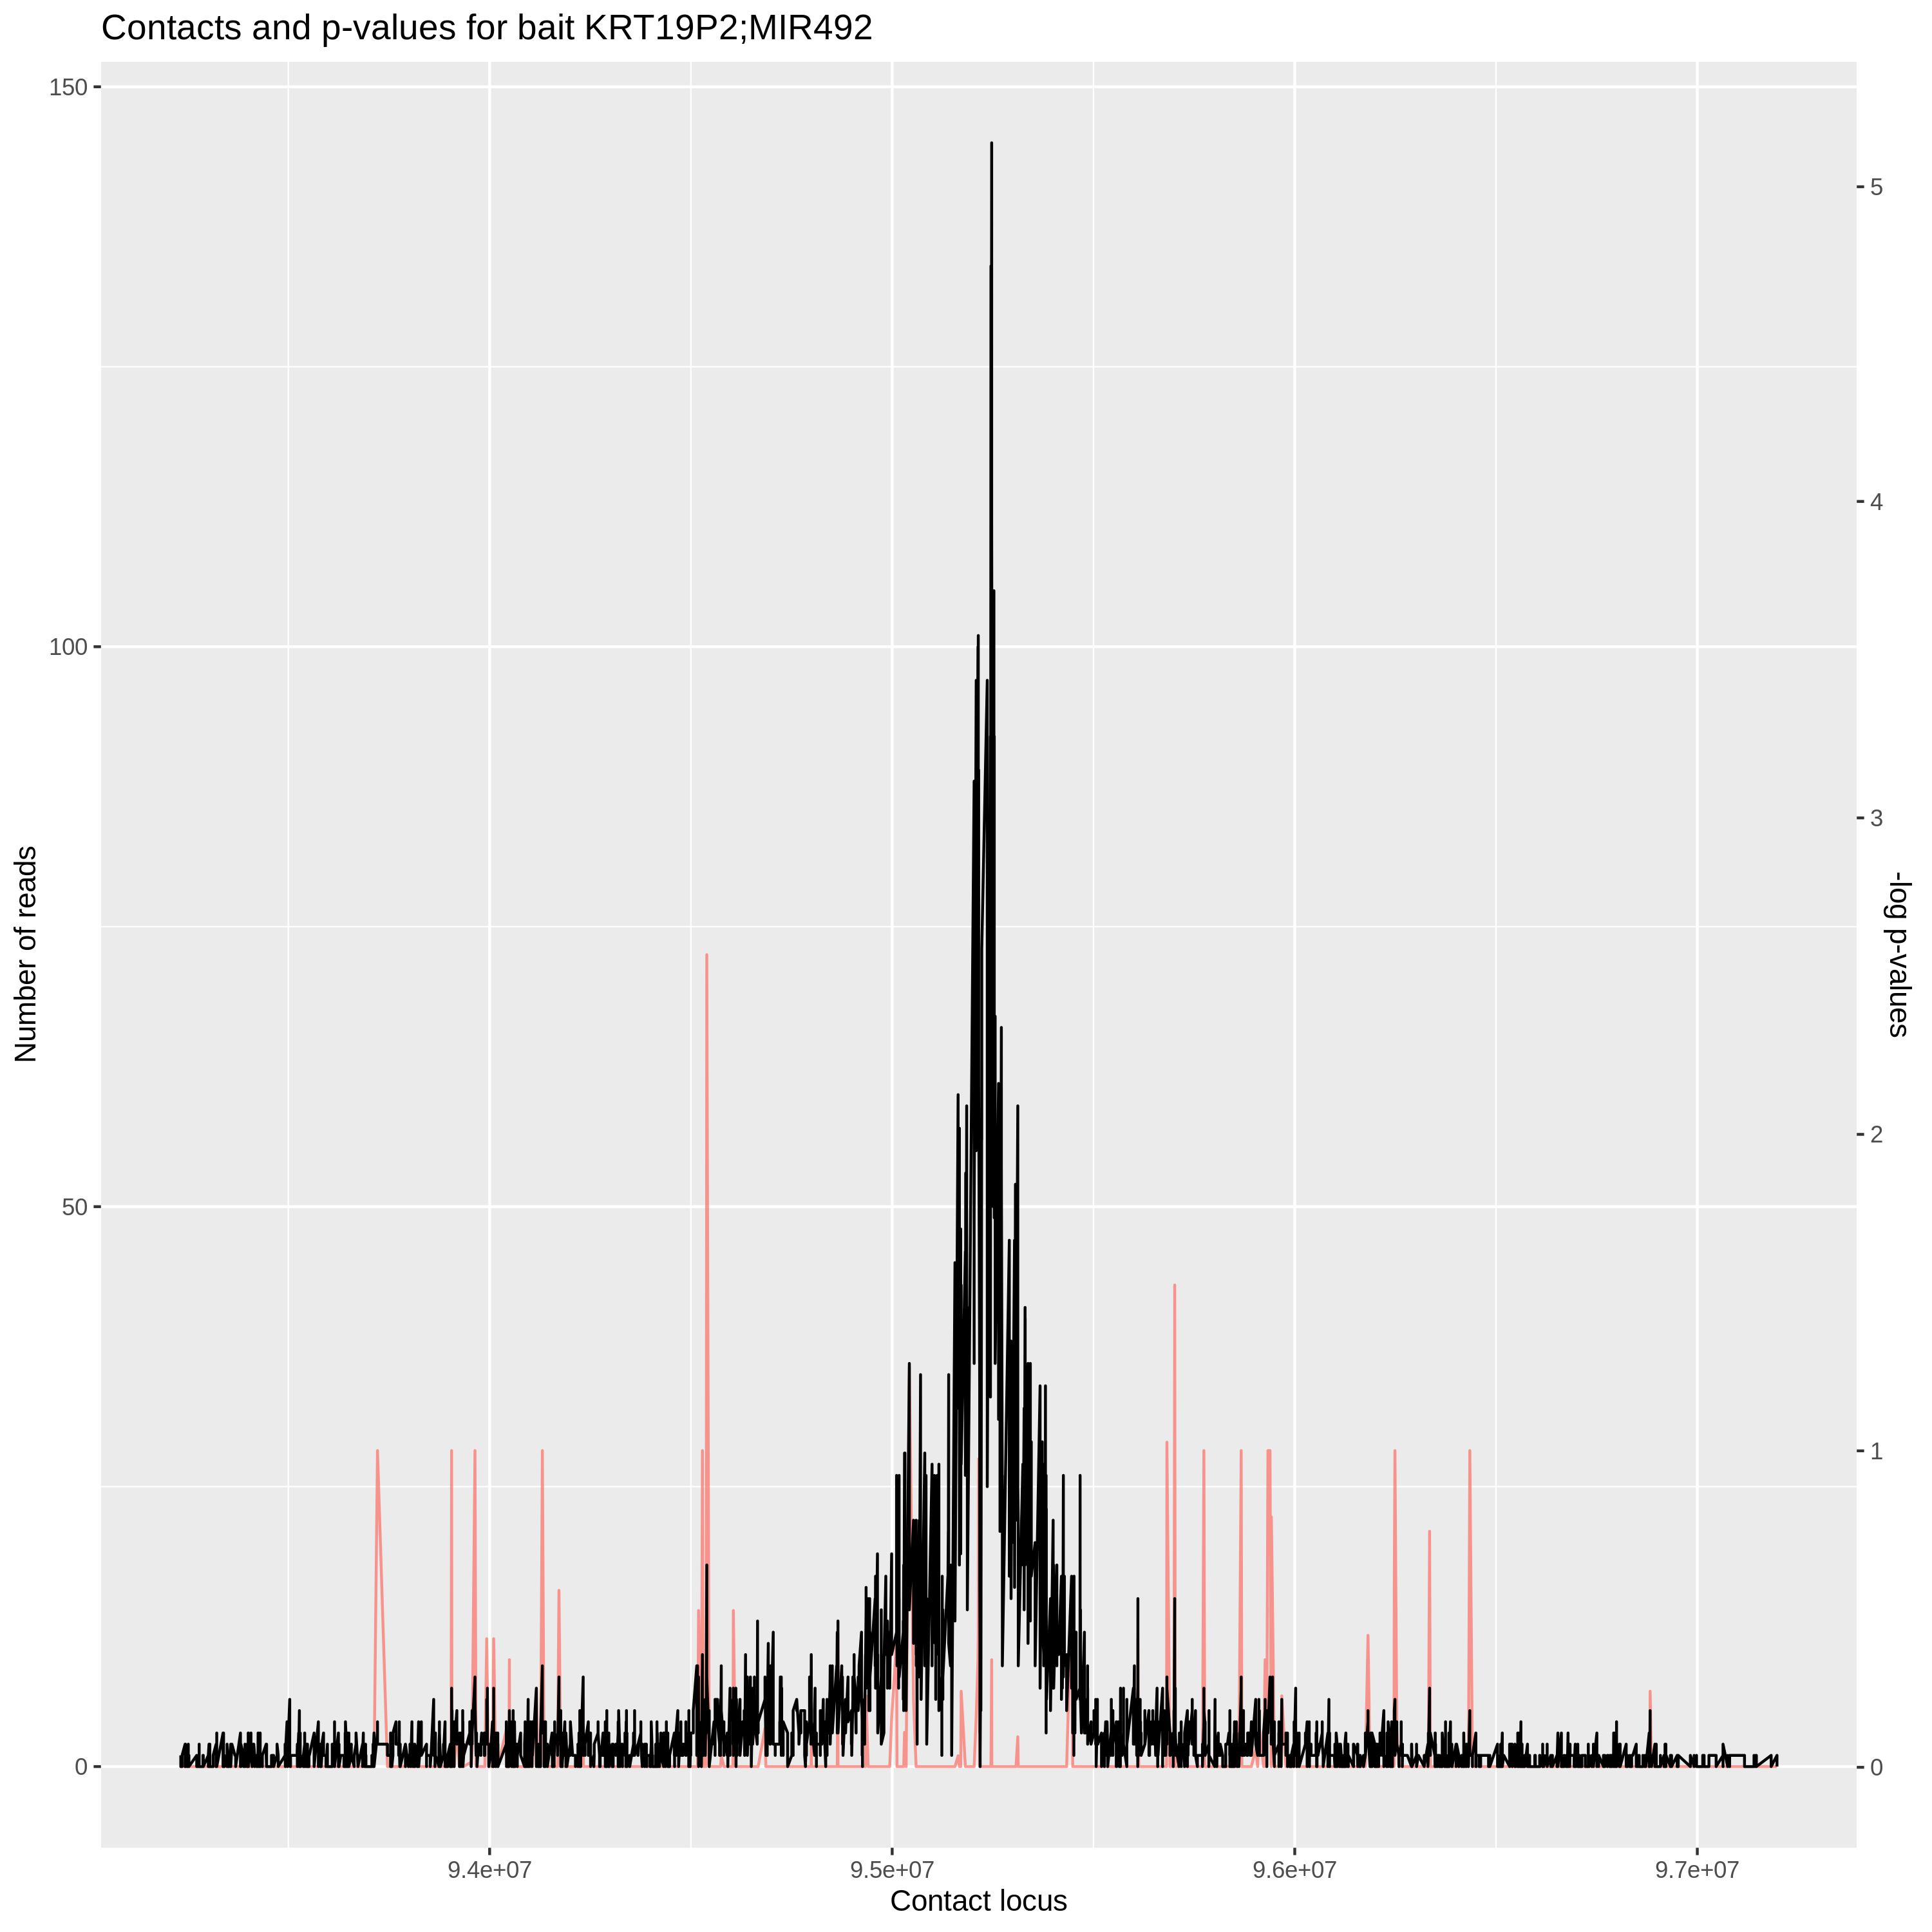 Contacts and p-values for bait KRT19P2;MIR492
150
100
50
0
Number of reads
5
4
3
2
1
0
-log p-values
9.4e+07 9.5e+07 9.6e+07 9.7e+07
Contact locus